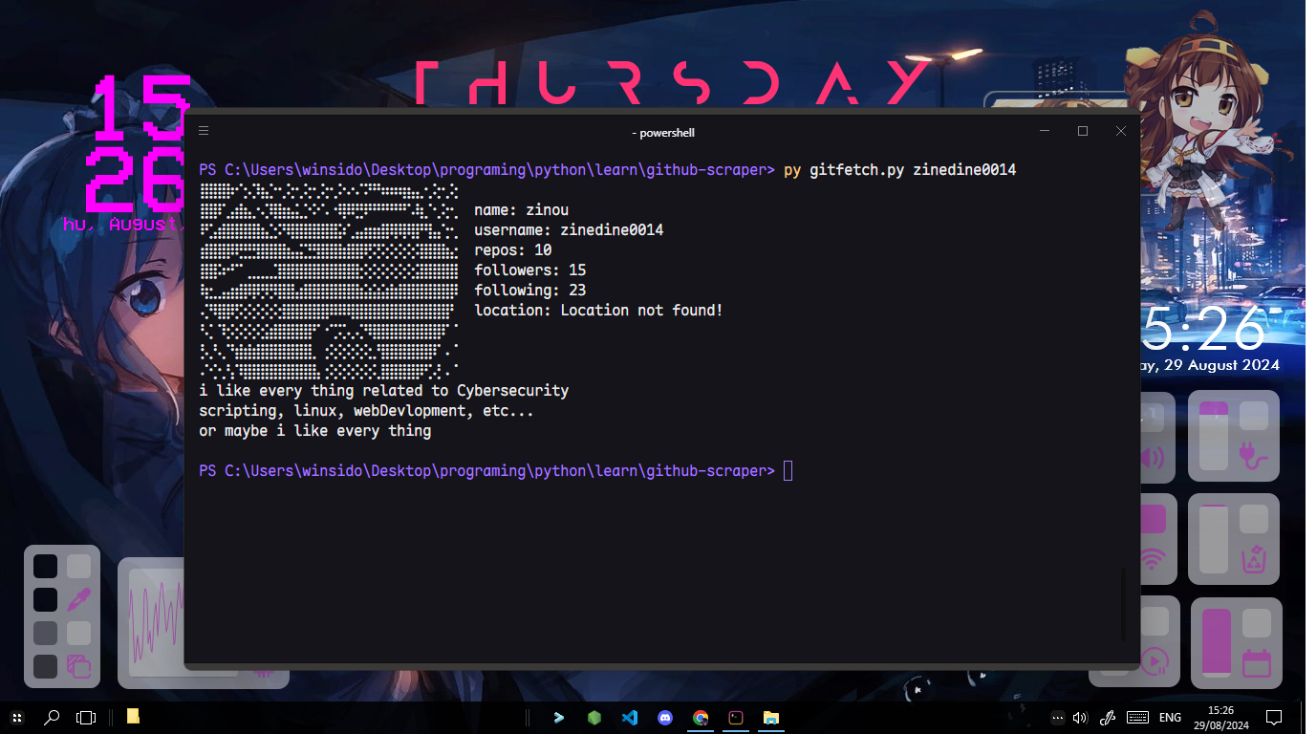 THURSDAY
15
26
hu, August
- powershell
PS C:\Users\winsido\Desktop\programing\python\learn\github-scraper> py gitfetch.py zinedine0014
name: zinou
username: zinedine0014
repos: 10
followers: 15
following: 23
location: Location not found!
i like every thing related to Cybersecurity
scripting, linux, webDevlopment, etc...
or maybe i like every thing
PS C:\Users\winsido\Desktop\programing\python\learn\github-scraper>
5:26
ay, 29 August 2024
ENG
15:26
29/08/2024